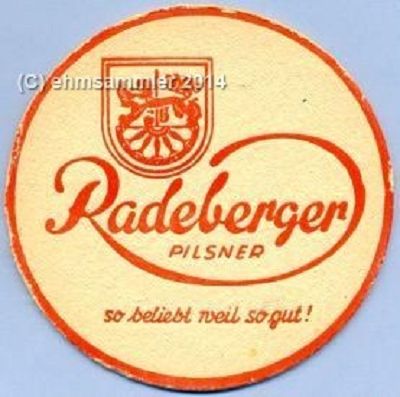 (C) ehmsammler 2014
Radeberger
PILSNER
so beliebt weil so gut!